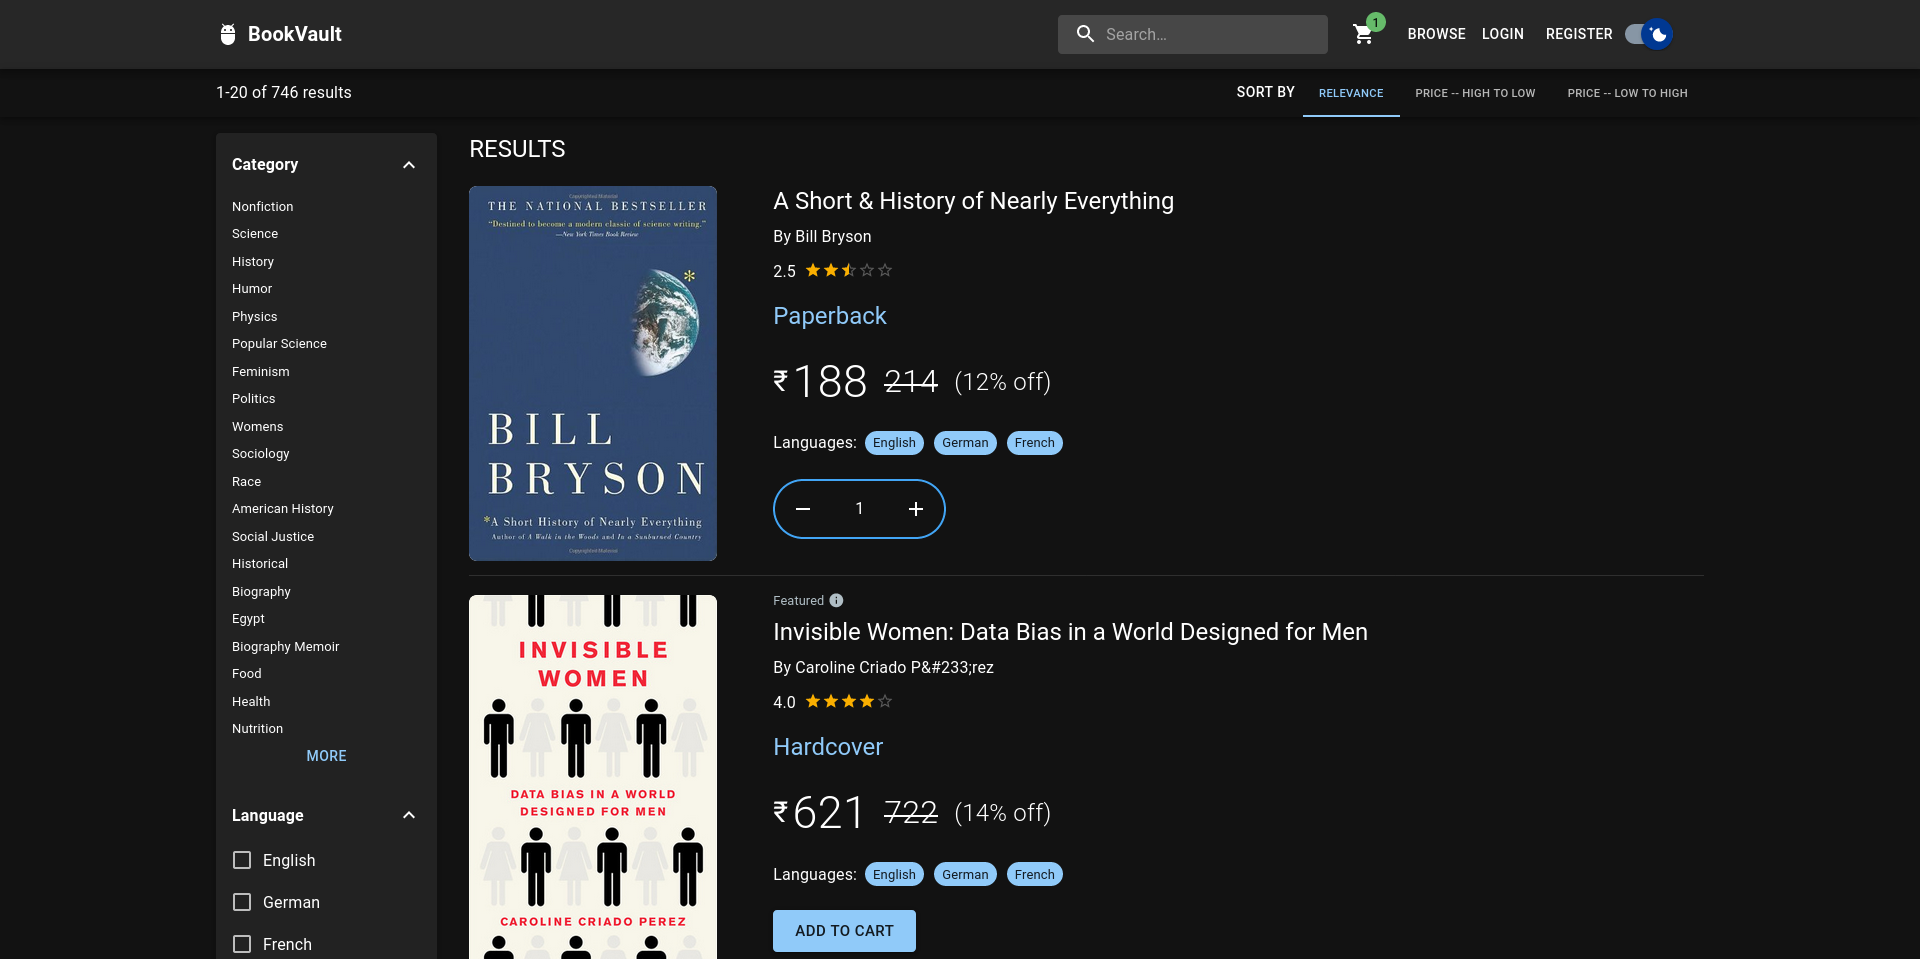 BookVault
Search…
1
BROWSE
LOGIN
REGISTER
1-20 of 746 results
SORT BY
RELEVANCE
PRICE -- HIGH TO LOW
PRICE -- LOW TO HIGH
Category
Nonfiction
Science
History
Humor
Physics
Popular Science
Feminism
Politics
Womens
Sociology
Race
American History
Social Justice
Historical
Biography
Egypt
Biography Memoir
Food
Health
Nutrition
MORE
Language
English
German
French
RESULTS
Copyrighted Material
THE NATIONAL BESTSELLER
“Destined to become a modern classic of science writing.”
—New York Times Book Review
*
BILL
BRYSON
*A Short History of Nearly Everything
Author of A Walk in the Woods and In a Sunburned Country
Copyrighted Material
A Short & History of Nearly Everything
By Bill Bryson
2.5
Paperback
₹188 214 (12% off)
Languages: English German French
1
INVISIBLE
WOMEN
DATA BIAS IN A WORLD
DESIGNED FOR MEN
CAROLINE CRIADO PEREZ
Featured
Invisible Women: Data Bias in a World Designed for Men
By Caroline Criado P&#233;rez
4.0
Hardcover
₹621 722 (14% off)
Languages: English German French
ADD TO CART